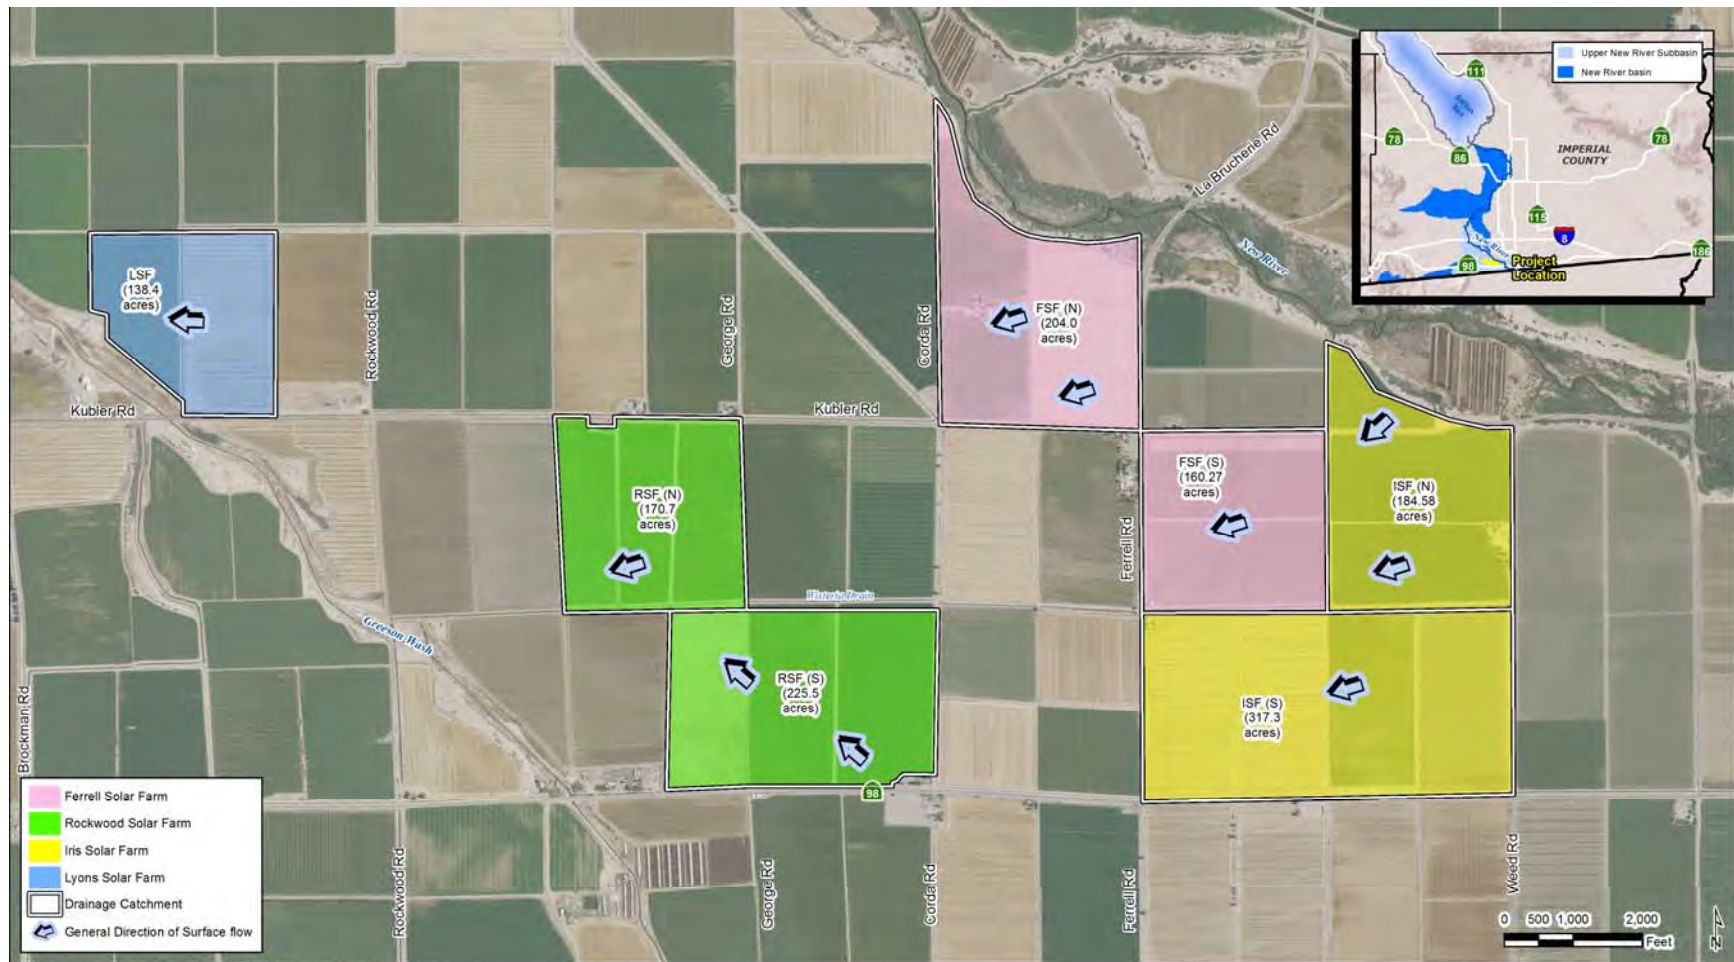 Upper New River Subbasin
New River basin
111
Salton
Sea
78
78
86
IMPERIAL
COUNTY
115
8
New River
98
186
Project
Location
La Brucherie Rd
New River
LSF
(138.4
acres)
Rockwood Rd
George Rd
Corda Rd
FSF (N)
(204.0
acres)
Kubler Rd
Kubler Rd
FSF (S)
(160.27
acres)
ISF (N)
(184.58
acres)
RSF (N)
(170.7
acres)
Ferrell Rd
Wisteria Drain
Greeson Wash
RSF (S)
(225.5
acres)
ISF (S)
(317.3
acres)
Brockman Rd
98
Rockwood Rd
George Rd
Corda Rd
Ferrell Rd
Weed Rd
Ferrell Solar Farm
Rockwood Solar Farm
Iris Solar Farm
Lyons Solar Farm
Drainage Catchment
General Direction of Surface flow
0 500 1,000 2,000
Feet
N